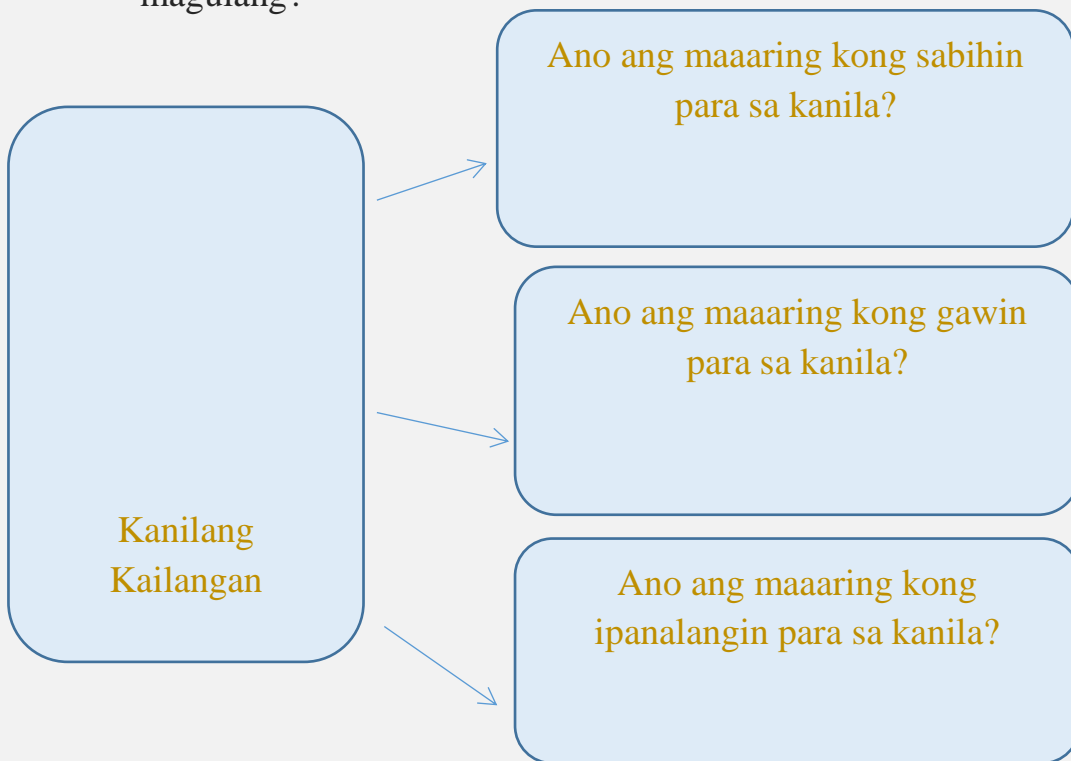 magulang?
Ano ang maaaring kong sabihin
para sa kanila?
Ano ang maaaring kong gawin
para sa kanila?
Kanilang
Kailangan
Ano ang maaaring kong
ipanalangin para sa kanila?